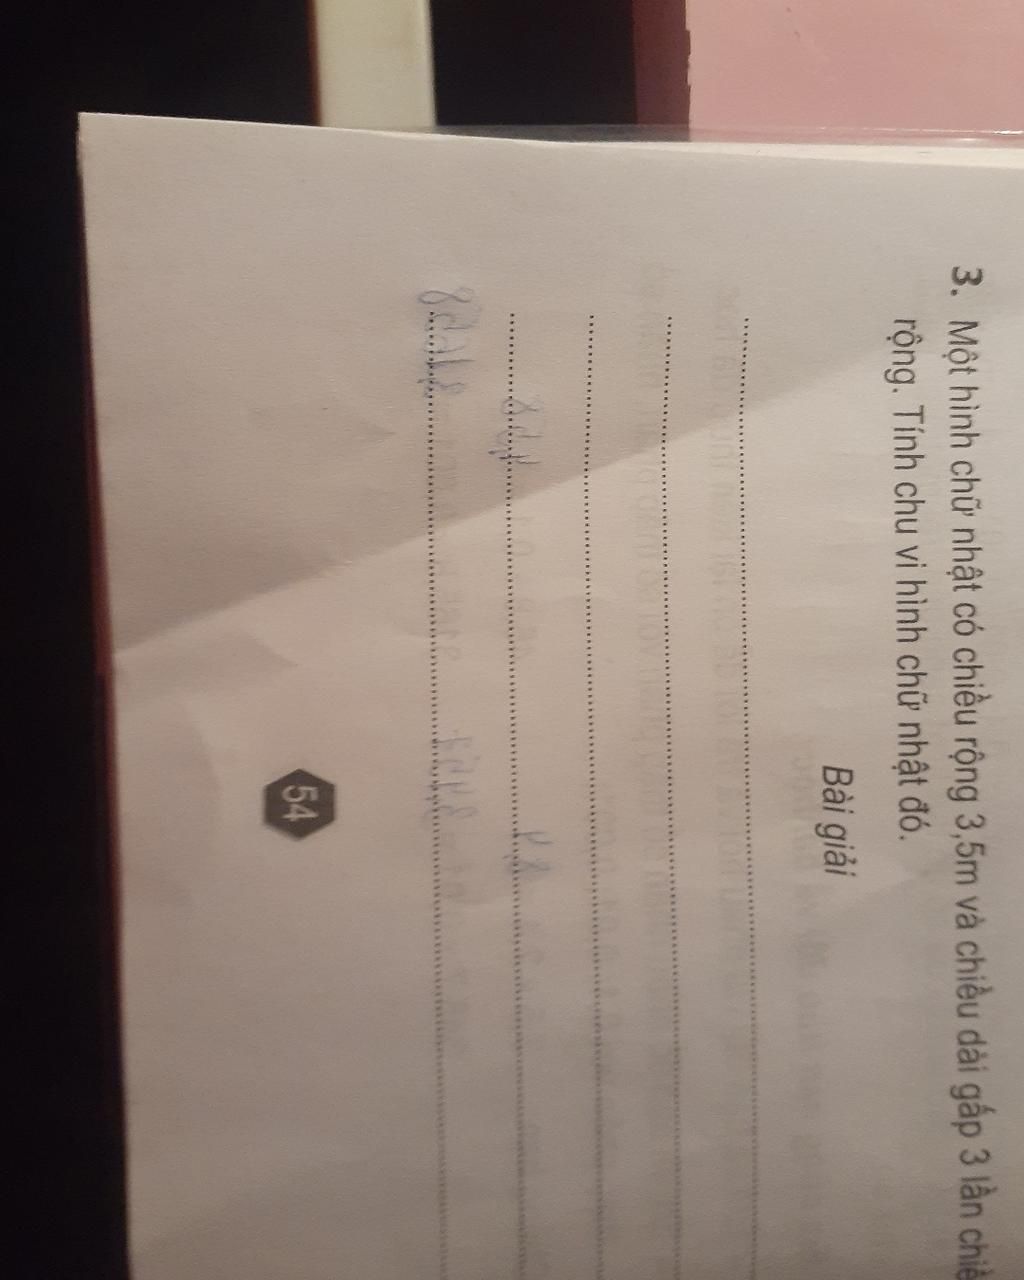 3. Một hình chữ nhật có chiều rộng 3,5m và chiều dài gấp 3 lần
rộng. Tính chu vi hình chữ nhật đó.
Bài giải
54